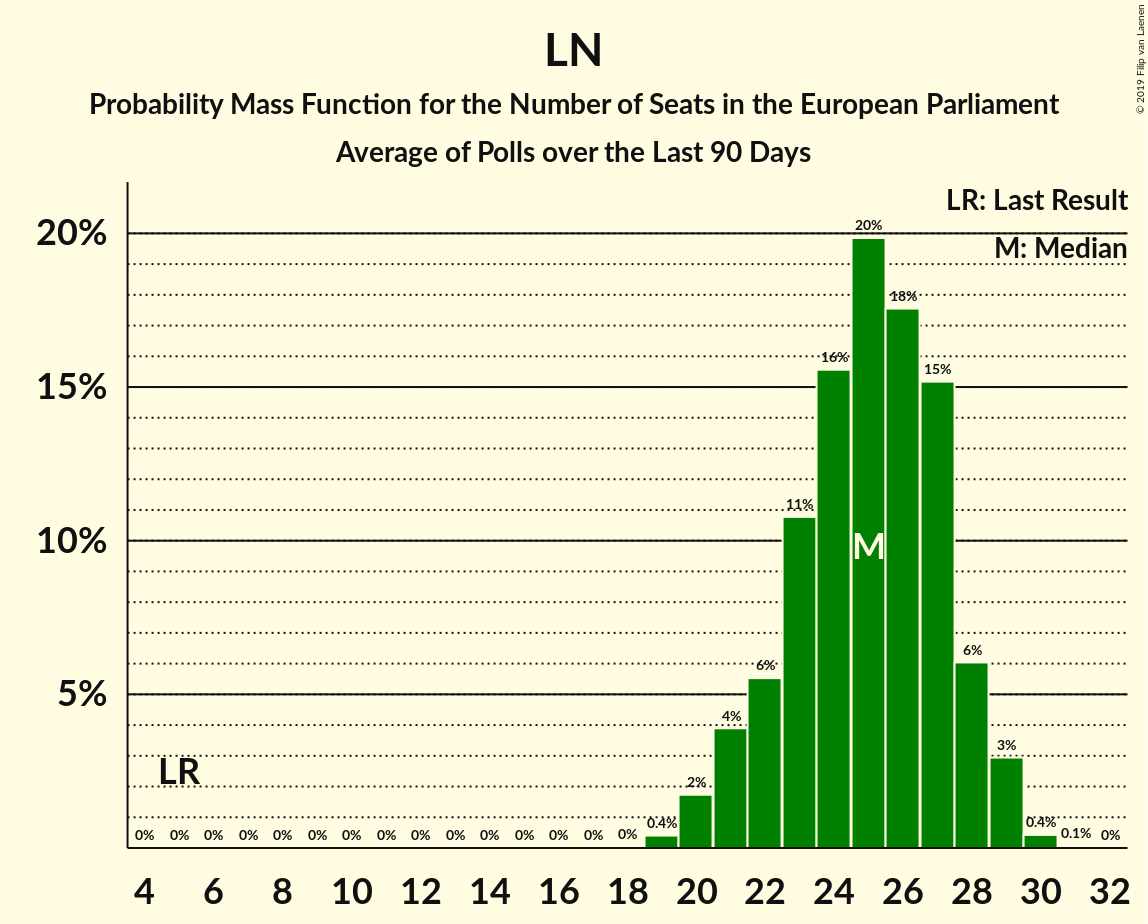 LN
Probability Mass Function for the Number of Seats in the European Parliament
Average of Polls over the Last 90 Days
© 2019 Filip van Laenen
LR: Last Result
M: Median
20%
15%
10%
5%
0% 0% 0% 0% 0% 0% 0% 0% 0% 0% 0% 0% 0% 0% 0% 0.4% 2% 4% 6% 11% 16% 20% 18% 15% 6% 3% 0.4% 0.1% 0%
LR
M
4 6 8 10 12 14 16 18 20 22 24 26 28 30 32